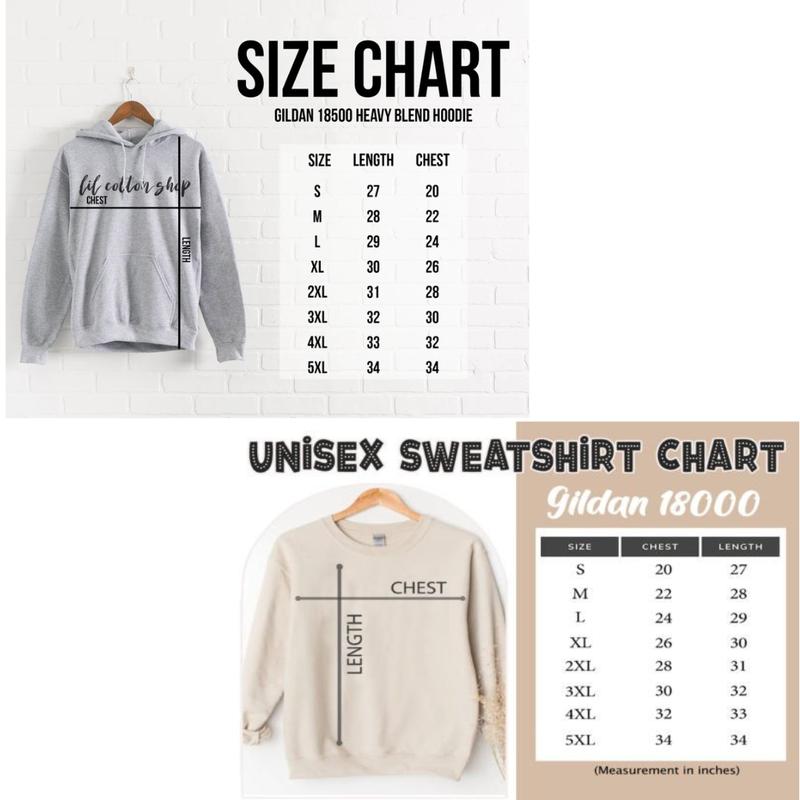 SIZE CHART
GILDAN 18500 HEAVY BLEND HOODIE
SIZE LENGTH CHEST
S 27 20
M 28 22
L 29 24
XL 30 26
2XL 31 28
3XL 32 30
4XL 33 32
5XL 34 34
lil cotton shop
CHEST
LENGTH
UNiSEX SWEATSHiRT CHART
Gildan 18000
SIZE CHEST LENGTH
S 20 27
M 22 28
L 24 29
XL 26 30
2XL 28 31
3XL 30 32
4XL 32 33
5XL 34 34
(Measurement in inches)
CHEST
LENGTH